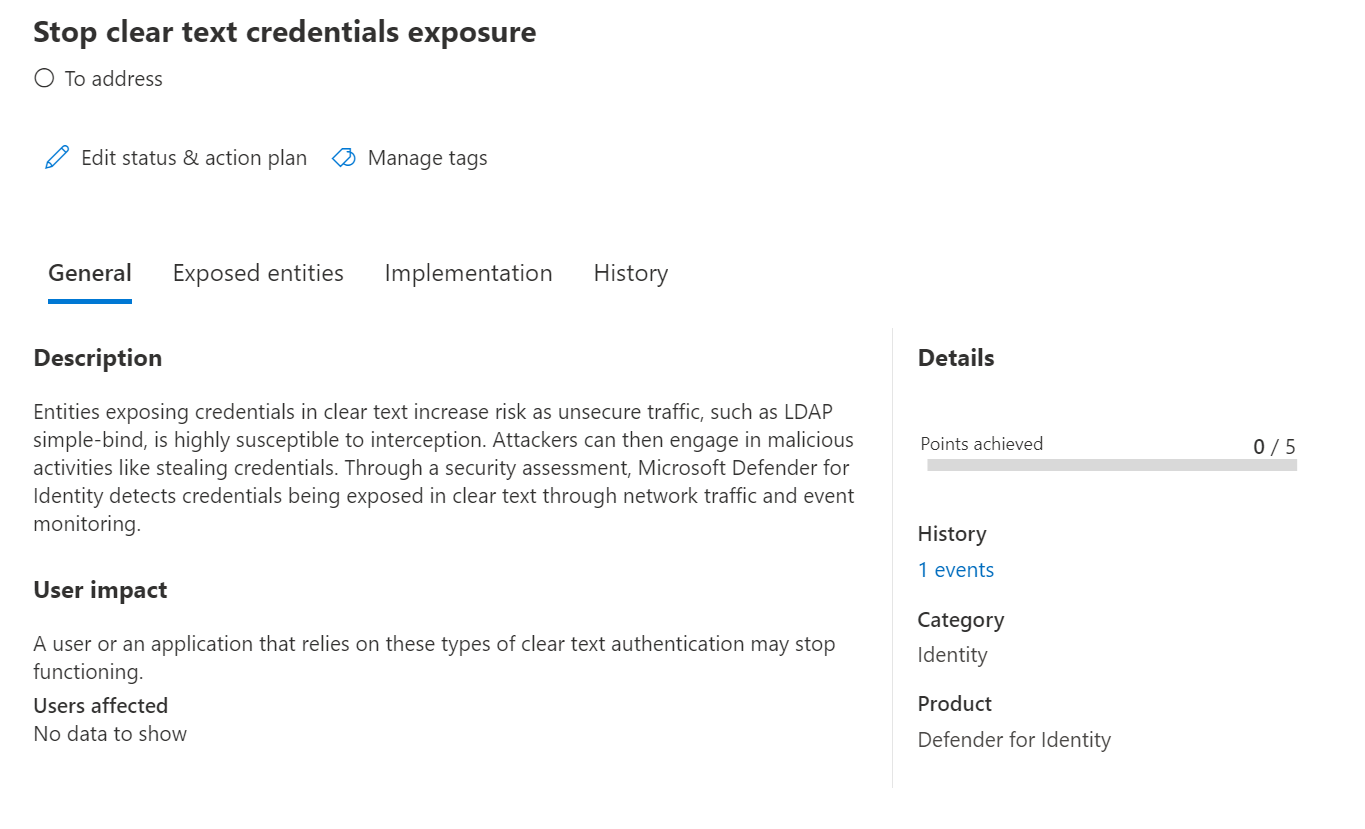 Stop clear text credentials exposure
To address
Edit status & action plan
Manage tags
General
Exposed entities
Implementation
History
Description
Entities exposing credentials in clear text increase risk as unsecure traffic, such as LDAP
simple-bind, is highly susceptible to interception. Attackers can then engage in malicious
activities like stealing credentials. Through a security assessment, Microsoft Defender for
Identity detects credentials being exposed in clear text through network traffic and event
monitoring.
User impact
A user or an application that relies on these types of clear text authentication may stop
functioning.
Users affected
No data to show
Details
Points achieved
0 / 5
History
1 events
Category
Identity
Product
Defender for Identity